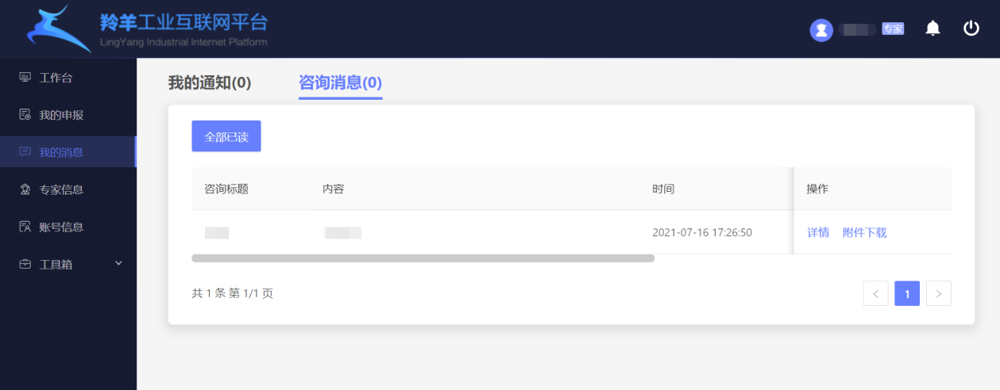 羚羊工业互联网平台
LingYang Industrial Internet Platform
专家
工作台
我的申报
我的消息
专家信息
账号信息
工具箱
我的通知(0) 咨询消息(0)
全部已读
咨询标题 内容 时间 操作
2021-07-16 17:26:50 详情 附件下载
共 1 条 第 1/1 页
< 1 >